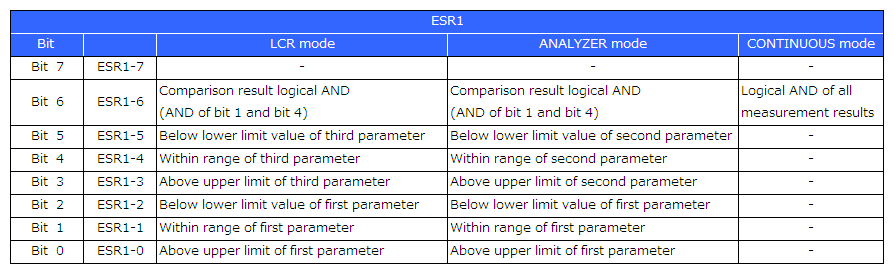 ESR1
Bit LCR mode ANALYZER mode CONTINUOUS mode
Bit 7 ESR1-7 - - -
Bit 6 ESR1-6 Comparison result logical AND Comparison result logical AND Logical AND of all
(AND of bit 1 and bit 4) (AND of bit 1 and bit 4) measurement results
Bit 5 ESR1-5 Below lower limit value of third parameter Below lower limit value of second parameter -
Bit 4 ESR1-4 Within range of third parameter Within range of second parameter -
Bit 3 ESR1-3 Above upper limit of third parameter Above upper limit of second parameter -
Bit 2 ESR1-2 Below lower limit value of first parameter Below lower limit value of first parameter -
Bit 1 ESR1-1 Within range of first parameter Within range of first parameter -
Bit 0 ESR1-0 Above upper limit of first parameter Above upper limit of first parameter -